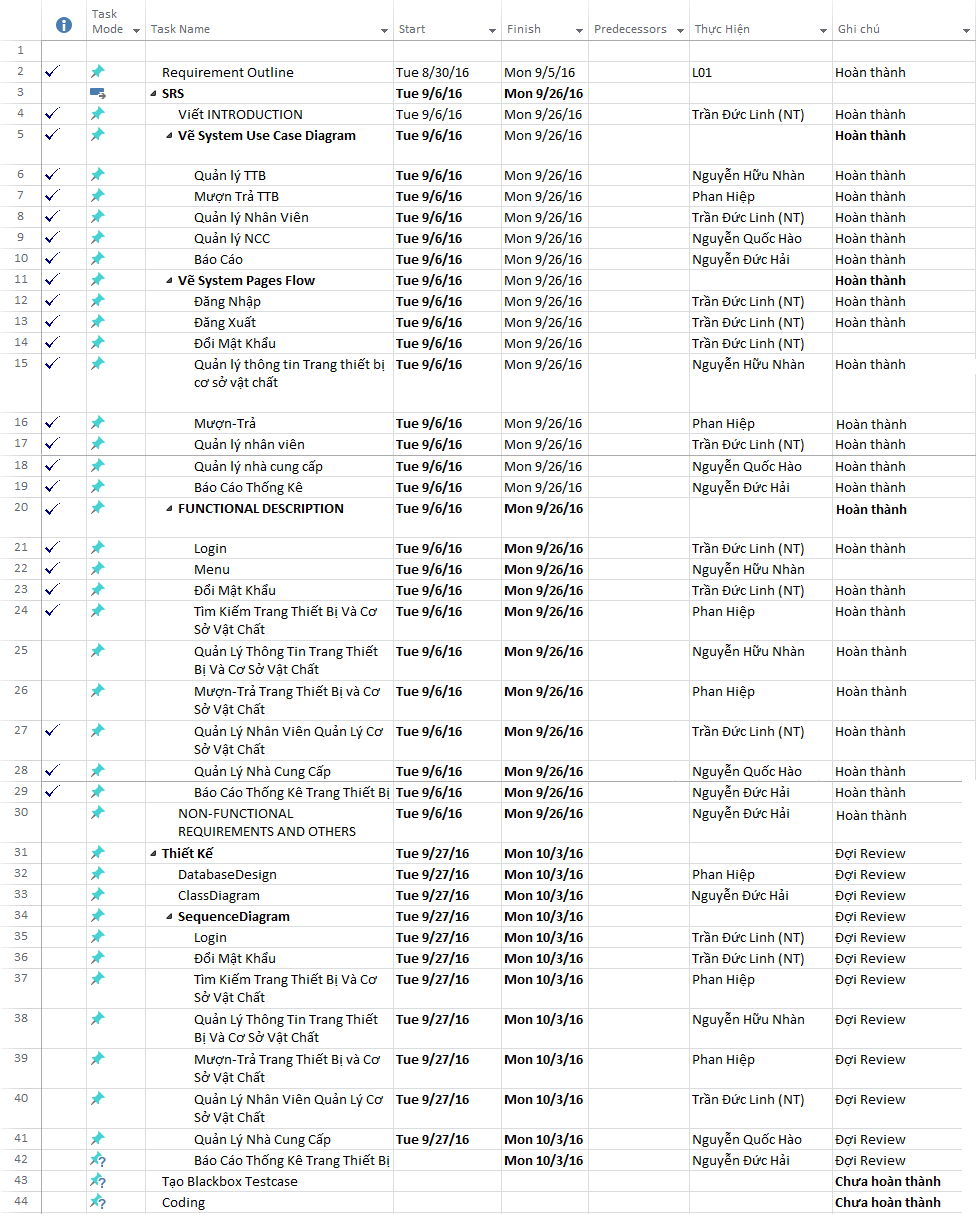 Task Mode Task Name Start Finish Predecessors Thực Hiện Ghi chú
1
2 Requirement Outline Tue 8/30/16 Mon 9/5/16 L01 Hoàn thành
3 SRS Tue 9/6/16 Mon 9/26/16
4 Viết INTRODUCTION Tue 9/6/16 Mon 9/26/16 Trần Đức Linh (NT) Hoàn thành
5 Vẽ System Use Case Diagram Tue 9/6/16 Mon 9/26/16 Hoàn thành
6 Quản lý TTB Tue 9/6/16 Mon 9/26/16 Nguyễn Hữu Nhàn Hoàn thành
7 Mượn Trả TTB Tue 9/6/16 Mon 9/26/16 Phan Hiệp Hoàn thành
8 Quản lý Nhân Viên Tue 9/6/16 Mon 9/26/16 Trần Đức Linh (NT) Hoàn thành
9 Quản lý NCC Tue 9/6/16 Mon 9/26/16 Nguyễn Quốc Hào Hoàn thành
10 Báo Cáo Tue 9/6/16 Mon 9/26/16 Nguyễn Đức Hải Hoàn thành
11 Vẽ System Pages Flow Tue 9/6/16 Mon 9/26/16 Hoàn thành
12 Đăng Nhập Tue 9/6/16 Mon 9/26/16 Trần Đức Linh (NT) Hoàn thành
13 Đăng Xuất Tue 9/6/16 Mon 9/26/16 Trần Đức Linh (NT) Hoàn thành
14 Đổi Mật Khẩu Tue 9/6/16 Mon 9/26/16 Trần Đức Linh (NT)
15 Quản lý thông tin Trang thiết bị Tue 9/6/16 Mon 9/26/16 Nguyễn Hữu Nhàn Hoàn thành
cơ sở vật chất
16 Mượn-Trả Tue 9/6/16 Mon 9/26/16 Phan Hiệp Hoàn thành
17 Quản lý nhân viên Tue 9/6/16 Mon 9/26/16 Trần Đức Linh (NT) Hoàn thành
18 Quản lý nhà cung cấp Tue 9/6/16 Mon 9/26/16 Nguyễn Quốc Hào Hoàn thành
19 Báo Cáo Thống Kê Tue 9/6/16 Mon 9/26/16 Nguyễn Đức Hải Hoàn thành
20 FUNCTIONAL DESCRIPTION Tue 9/6/16 Mon 9/26/16 Hoàn thành
21 Login Tue 9/6/16 Mon 9/26/16 Trần Đức Linh (NT) Hoàn thành
22 Menu Tue 9/6/16 Mon 9/26/16 Nguyễn Hữu Nhàn
23 Đổi Mật Khẩu Tue 9/6/16 Mon 9/26/16 Trần Đức Linh (NT) Hoàn thành
24 Tìm Kiếm Trang Thiết Bị Và Cơ Tue 9/6/16 Mon 9/26/16 Phan Hiệp Hoàn thành
Sở Vật Chất
25 Quản Lý Thông Tin Trang Thiết Tue 9/6/16 Mon 9/26/16 Nguyễn Hữu Nhàn Hoàn thành
Bị Và Cơ Sở Vật Chất
26 Mượn-Trả Trang Thiết Bị và Cơ Tue 9/6/16 Mon 9/26/16 Phan Hiệp Hoàn thành
Sở Vật Chất
27 Quản Lý Nhân Viên Quản Lý Cơ Tue 9/6/16 Mon 9/26/16 Trần Đức Linh (NT) Hoàn thành
Sở Vật Chất
28 Quản Lý Nhà Cung Cấp Tue 9/6/16 Mon 9/26/16 Nguyễn Quốc Hào Hoàn thành
29 Báo Cáo Thống Kê Trang Thiết Bị Tue 9/6/16 Mon 9/26/16 Nguyễn Đức Hải Hoàn thành
30 NON-FUNCTIONAL Tue 9/6/16 Mon 9/26/16 Nguyễn Đức Hải Hoàn thành
REQUIREMENTS AND OTHERS
31 Thiết Kế Tue 9/27/16 Mon 10/3/16 Đợi Review
32 DatabaseDesign Tue 9/27/16 Mon 10/3/16 Phan Hiệp Đợi Review
33 ClassDiagram Tue 9/27/16 Mon 10/3/16 Nguyễn Đức Hải Đợi Review
34 SequenceDiagram Tue 9/27/16 Mon 10/3/16 Đợi Review
35 Login Tue 9/27/16 Mon 10/3/16 Trần Đức Linh (NT) Đợi Review
36 Đổi Mật Khẩu Tue 9/27/16 Mon 10/3/16 Trần Đức Linh (NT) Đợi Review
37 Tìm Kiếm Trang Thiết Bị Và Cơ Tue 9/27/16 Mon 10/3/16 Phan Hiệp Đợi Review
Sở Vật Chất
38 Quản Lý Thông Tin Trang Thiết Tue 9/27/16 Mon 10/3/16 Nguyễn Hữu Nhàn Đợi Review
Bị Và Cơ Sở Vật Chất
39 Mượn-Trả Trang Thiết Bị và Cơ Tue 9/27/16 Mon 10/3/16 Phan Hiệp Đợi Review
Sở Vật Chất
40 Quản Lý Nhân Viên Quản Lý Cơ Tue 9/27/16 Mon 10/3/16 Trần Đức Linh (NT) Đợi Review
Sở Vật Chất
41 Quản Lý Nhà Cung Cấp Tue 9/27/16 Mon 10/3/16 Nguyễn Quốc Hào Đợi Review
42 Báo Cáo Thống Kê Trang Thiết Bị Mon 10/3/16 Nguyễn Đức Hải Đợi Review
43 Tạo Blackbox Testcase Chưa hoàn thành
44 Coding Chưa hoàn thành